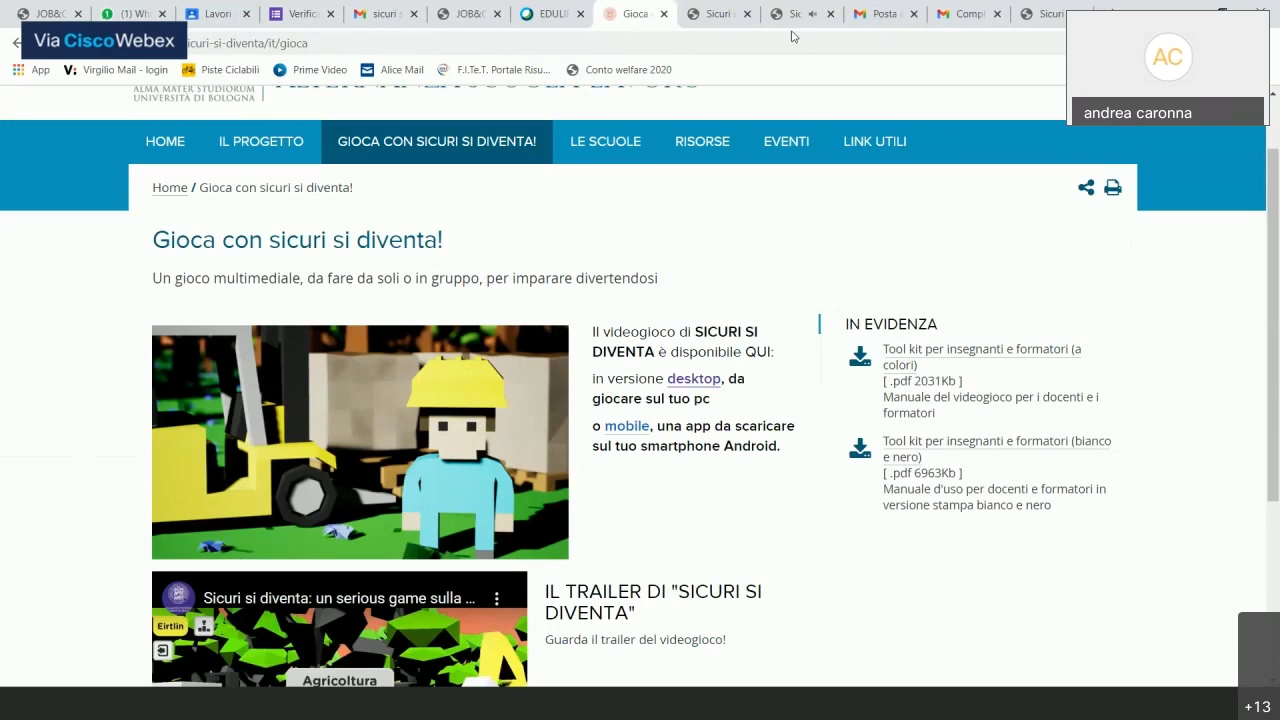 JOB&C
(1) Wh
Lavori
Verifica
sicuri s
JOB&C
EDULIF
Gioca c
Sicuri s
Sic
Posta in
Compl
Sicuri
Via CiscoWebex
icuri-si-diventa/it/gioca
App
Virgilio Mail - login
Piste Ciclabili
Prime Video
Alice Mail
F.I.Te.T. Portale Risu...
Conto welfare 2020
AC
andrea caronna
ALMA MATER STUDIORUM
UNIVERSITÀ DI BOLOGNA
HOME
IL PROGETTO
GIOCA CON SICURI SI DIVENTA!
LE SCUOLE
RISORSE
EVENTI
LINK UTILI
Home / Gioca con sicuri si diventa!
Gioca con sicuri si diventa!
Un gioco multimediale, da fare da soli o in gruppo, per imparare divertendosi
Il videogioco di SICURI SI
DIVENTA è disponibile QUI:
in versione desktop, da
giocare sul tuo pc
o mobile, una app da scaricare
sul tuo smartphone Android.
IN EVIDENZA
Tool kit per insegnanti e formatori (a
colori)
[ .pdf 2031Kb ]
Manuale del videogioco per i docenti e i
formatori
Tool kit per insegnanti e formatori (bianco
e nero)
[ .pdf 6963Kb ]
Manuale d'uso per docenti e formatori in
versione stampa bianco e nero
Sicuri si diventa: un serious game sulla ...
Eirtlin
Agricoltura
IL TRAILER DI "SICURI SI
DIVENTA"
Guarda il trailer del videogioco!
+13